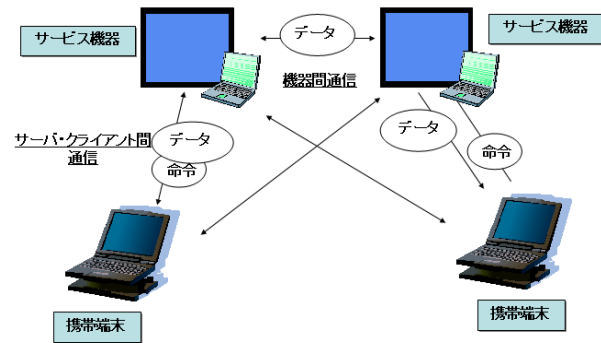 サービス機器
データ
サービス機器
機器間通信
サーバ・クライアント間
通信
データ
命令
データ
命令
携帯端末
携帯端末